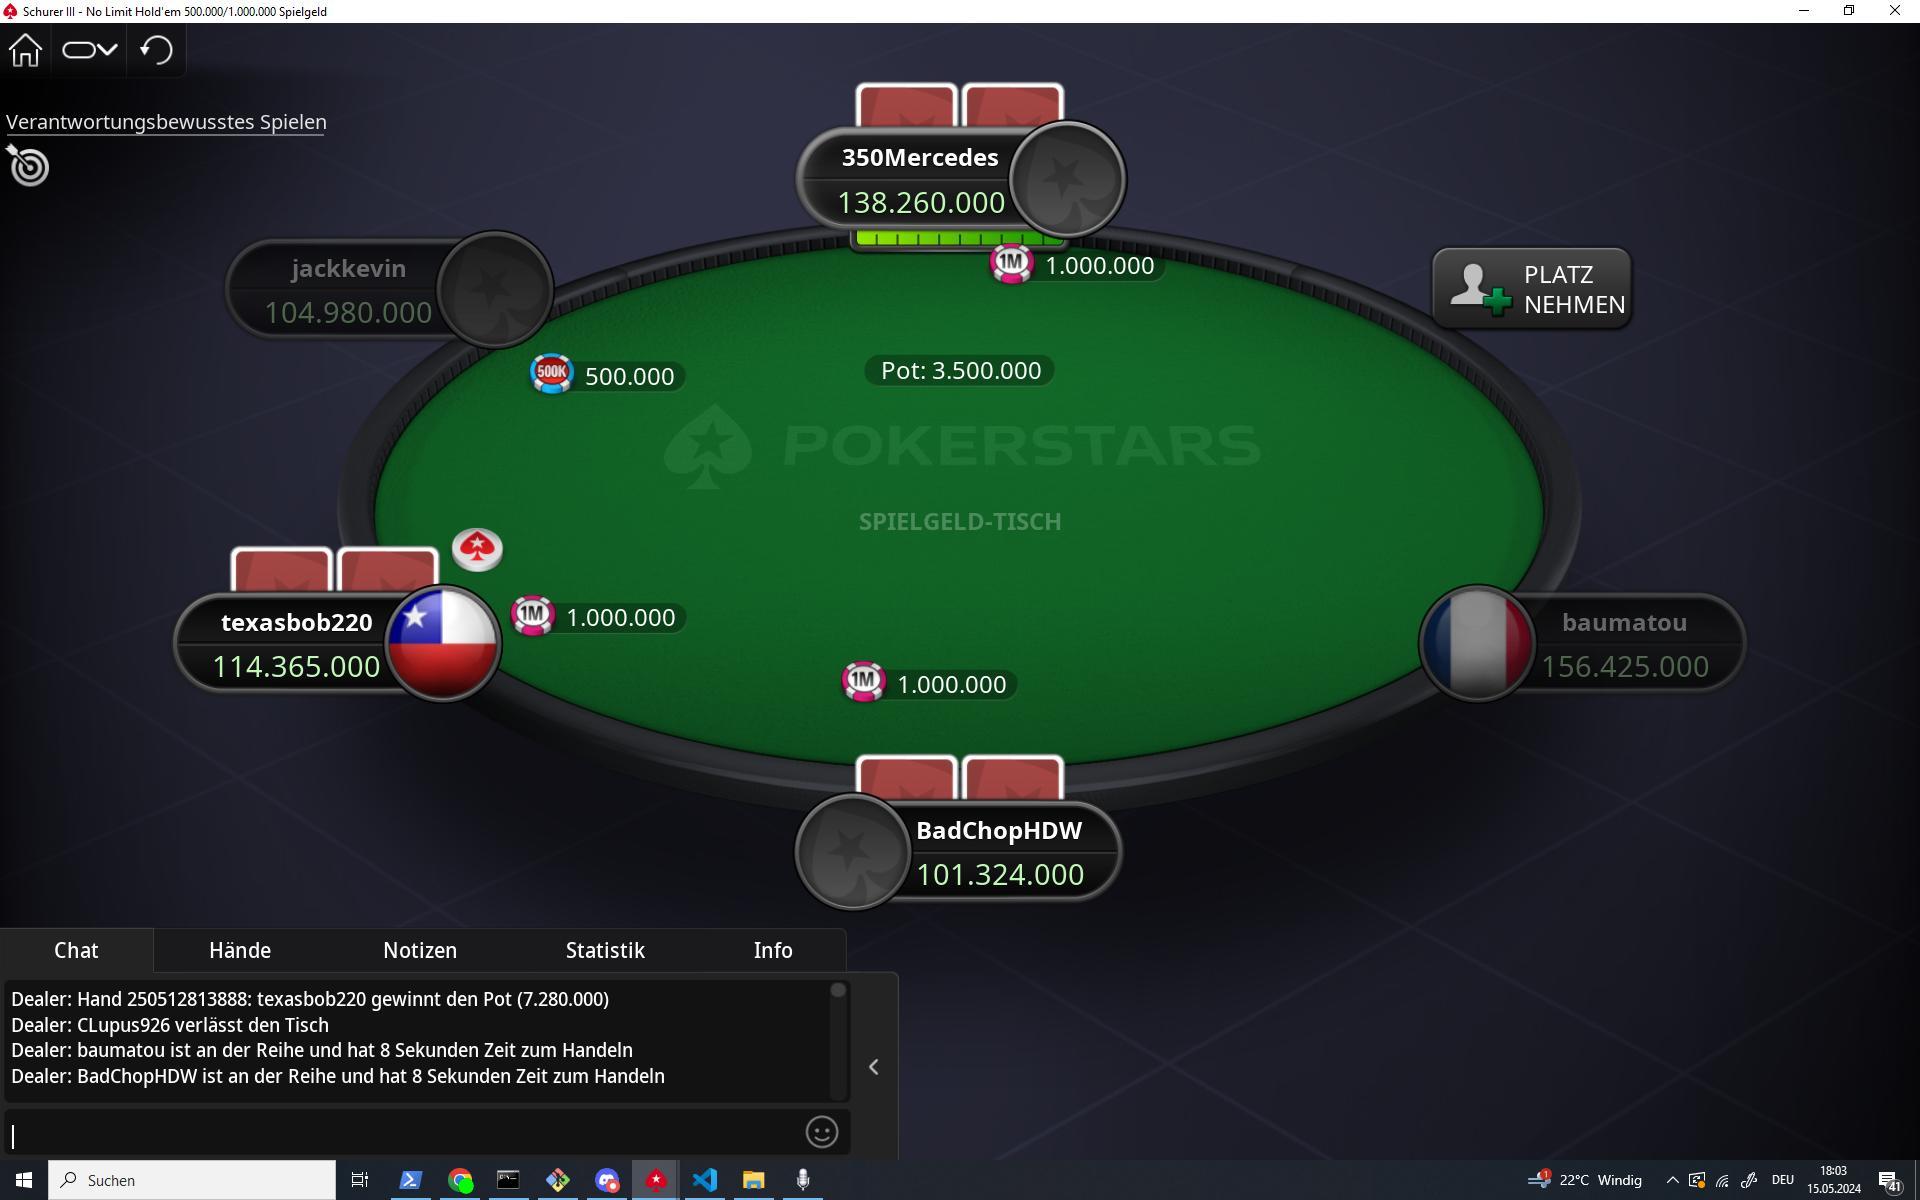 Schurer III - No Limit Hold'em 500.000/1.000.000 Spielgeld
Verantwortungsbewusstes Spielen
350Mercedes
138.260.000
1M 1.000.000
jackkevin
104.980.000
PLATZ
NEHMEN
500K 500.000
Pot: 3.500.000
POKERSTARS
SPIELGELD-TISCH
texasbob220
114.365.000
1M 1.000.000
baumatou
156.425.000
1M 1.000.000
BadChopHDW
101.324.000
Chat Hände Notizen Statistik Info
Dealer: Hand 250512813888: texasbob220 gewinnt den Pot (7.280.000)
Dealer: CLupus926 verlässt den Tisch
Dealer: baumatou ist an der Reihe und hat 8 Sekunden Zeit zum Handeln
Dealer: BadChopHDW ist an der Reihe und hat 8 Sekunden Zeit zum Handeln
Suchen
1 22°C Windig
DEU
18:03
15.05.2024
41